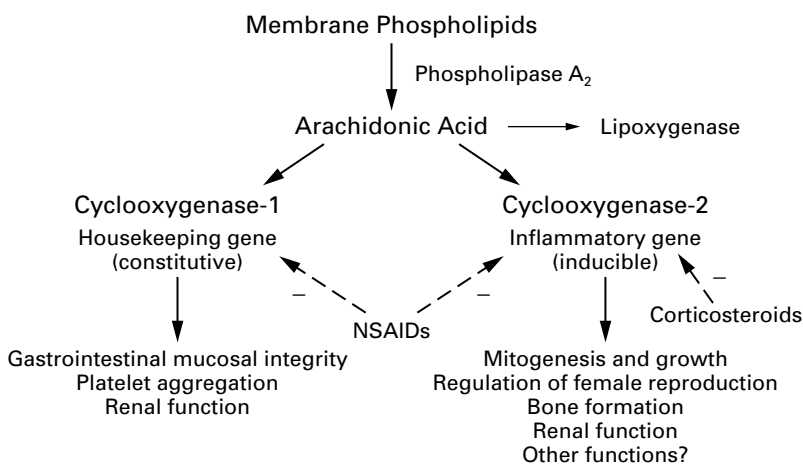 Membrane Phospholipids
Phospholipase A₂
Arachidonic Acid
Lipoxygenase
Cyclooxygenase-1
Housekeeping gene
(constitutive)
Cyclooxygenase-2
Inflammatory gene
(inducible)
–
–
–
NSAIDs
Corticosteroids
Gastrointestinal mucosal integrity
Platelet aggregation
Renal function
Mitogenesis and growth
Regulation of female reproduction
Bone formation
Renal function
Other functions?